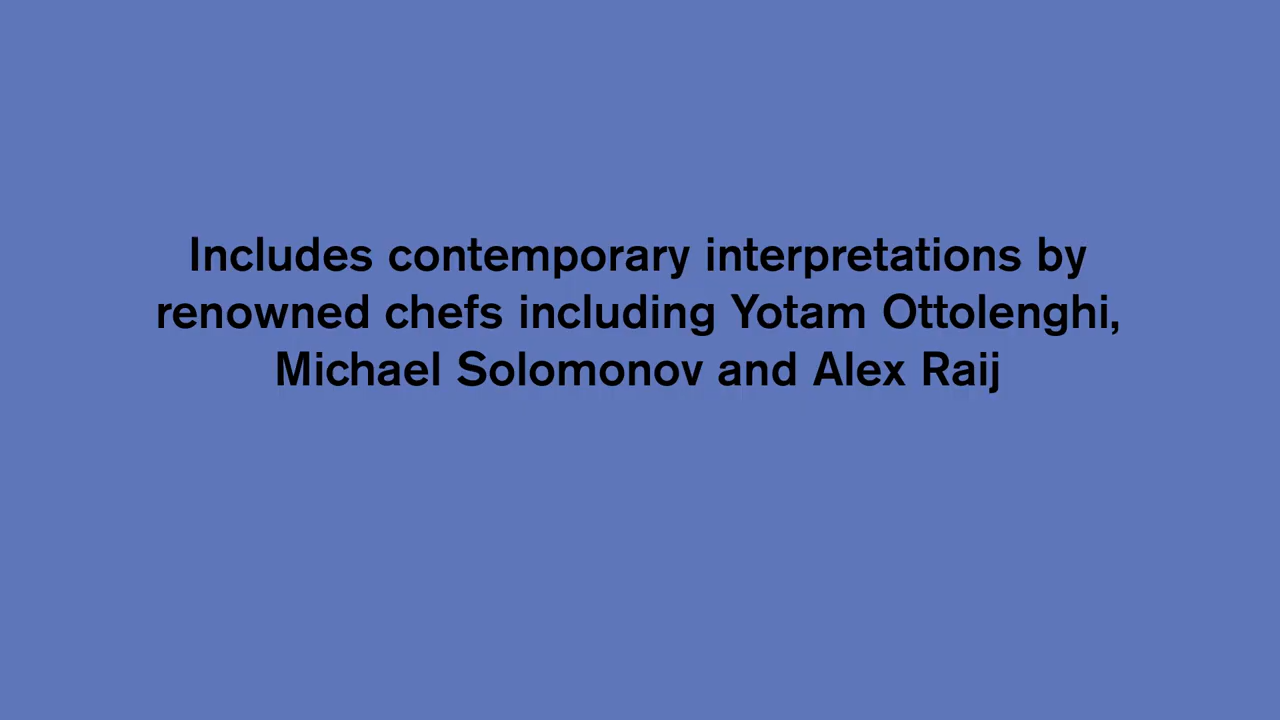 Includes contemporary interpretations by
renowned chefs including Yotam Ottolenghi,
Michael Solomonov and Alex Raij